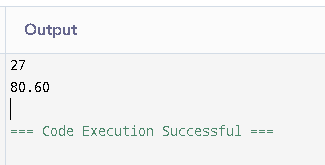 Output
27
80.60
=== Code Execution Successful ===